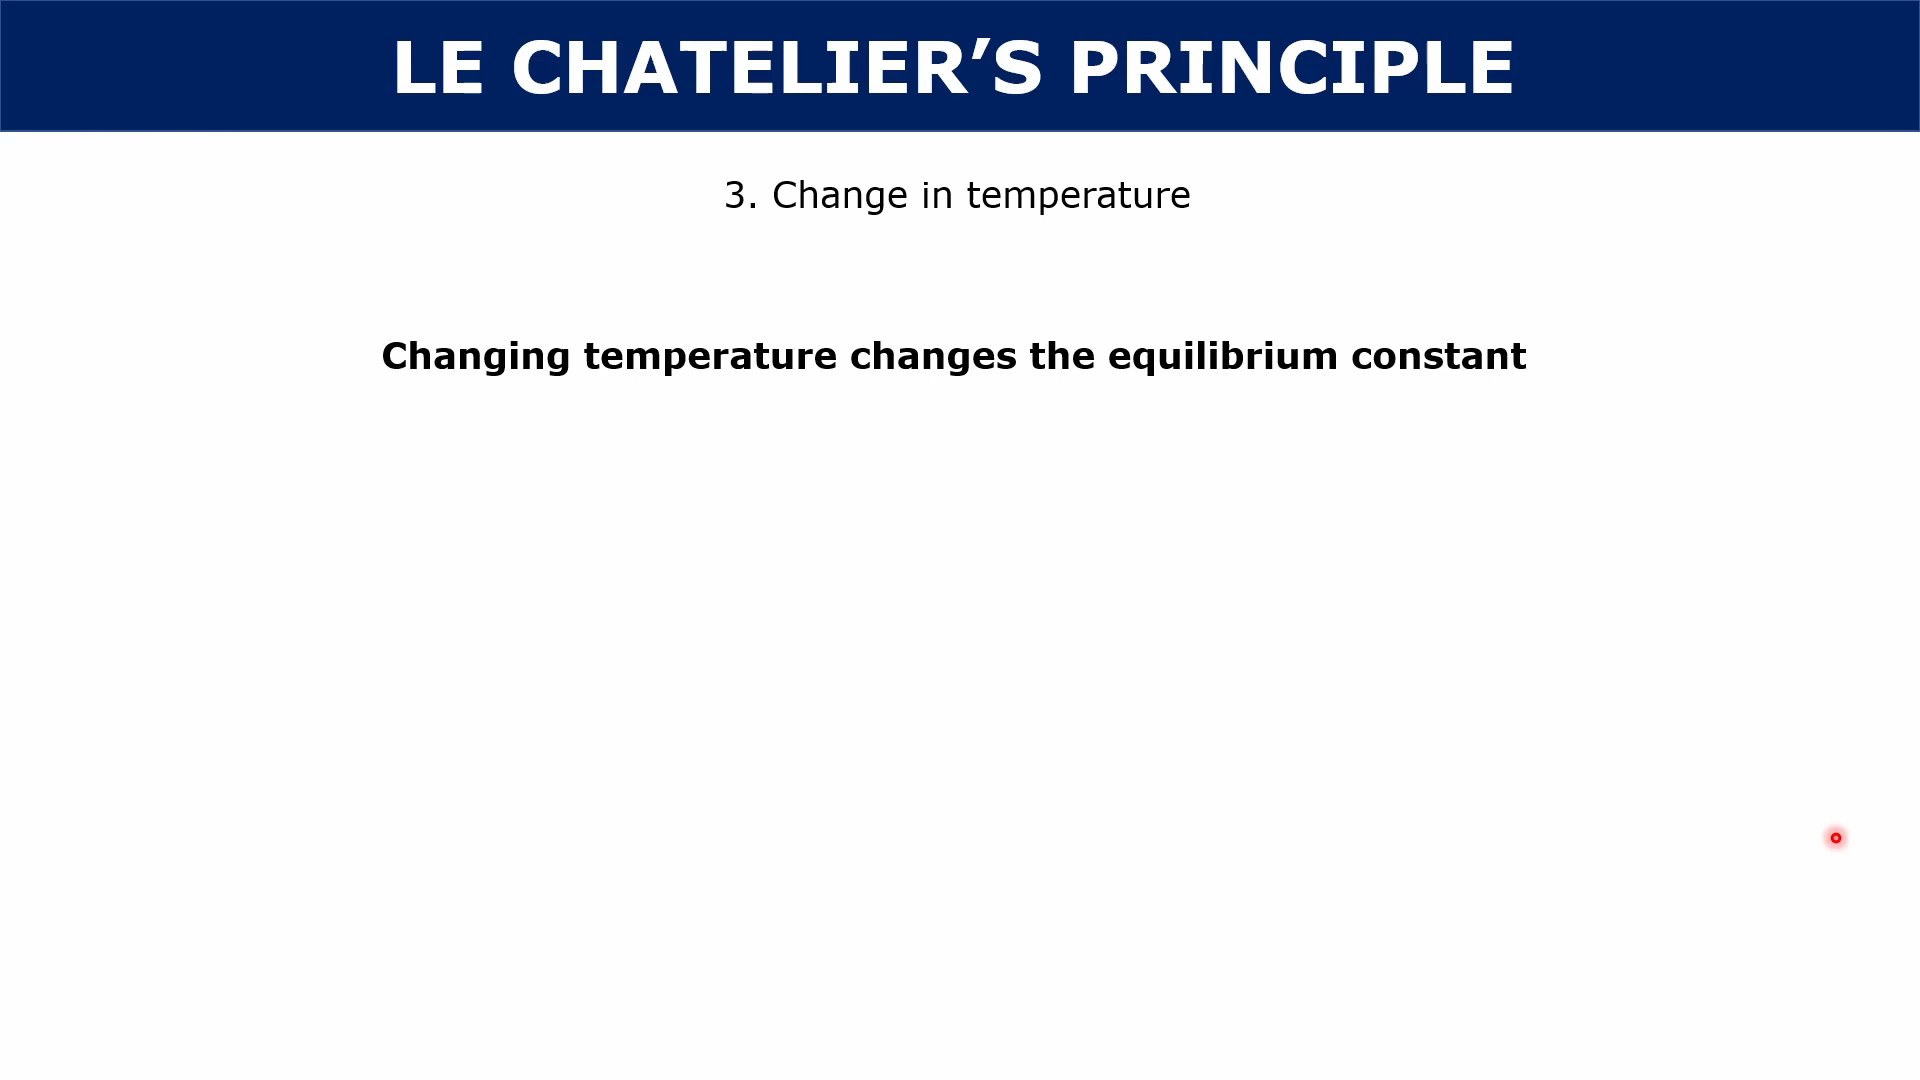 LE CHATELIER’S PRINCIPLE
3. Change in temperature
Changing temperature changes the equilibrium constant